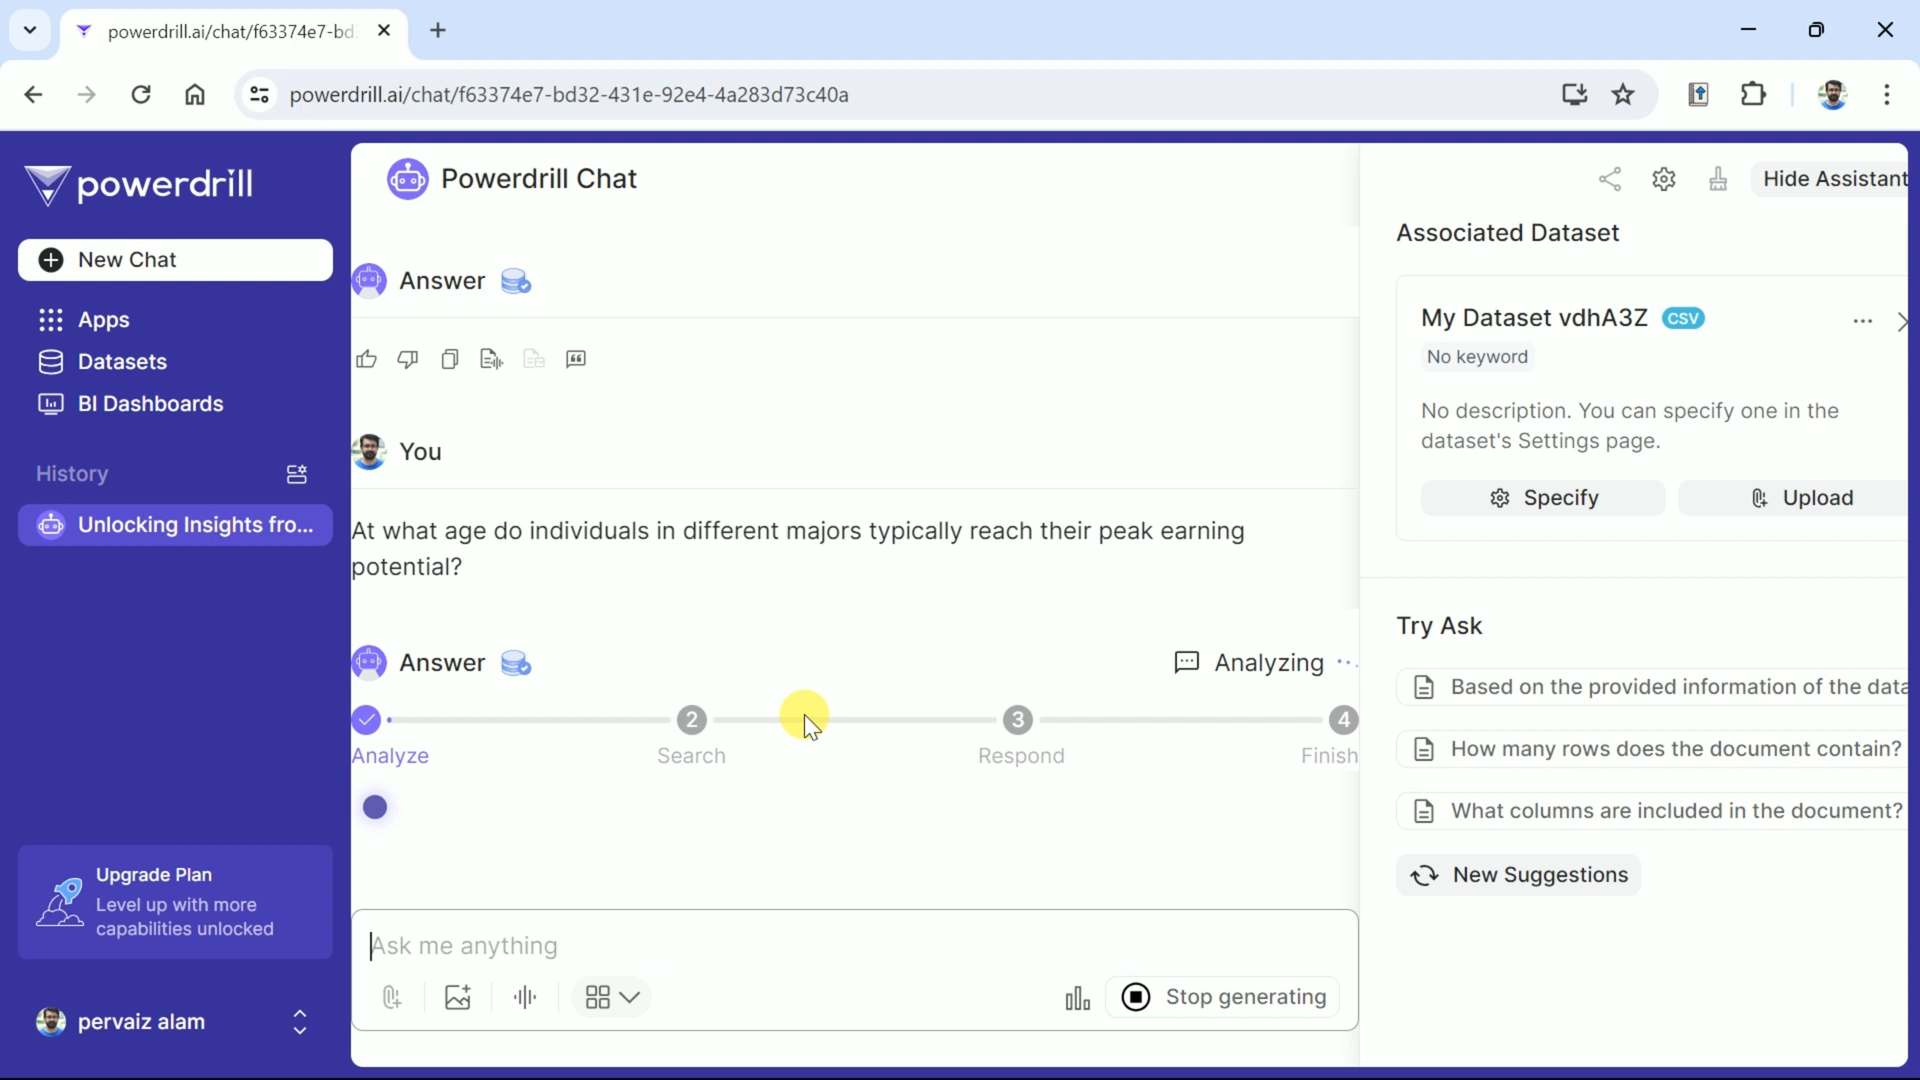 powerdrill.ai/chat/f63374e7-bd
powerdrill.ai/chat/f63374e7-bd32-431e-92e4-4a283d73c40a
powerdrill
New Chat
Apps
Datasets
BI Dashboards
History
Unlocking Insights fro...
Upgrade Plan
Level up with more
capabilities unlocked
pervaiz alam
Powerdrill Chat
Answer
You
At what age do individuals in different majors typically reach their peak earning
potential?
Answer
Analyzing
2
3
4
Analyze
Search
Respond
Finish
Ask me anything
Stop generating
Hide Assistant
Associated Dataset
My Dataset vdhA3Z CSV
No keyword
No description. You can specify one in the
dataset's Settings page.
Specify
Upload
Try Ask
Based on the provided information of the data
How many rows does the document contain?
What columns are included in the document?
New Suggestions